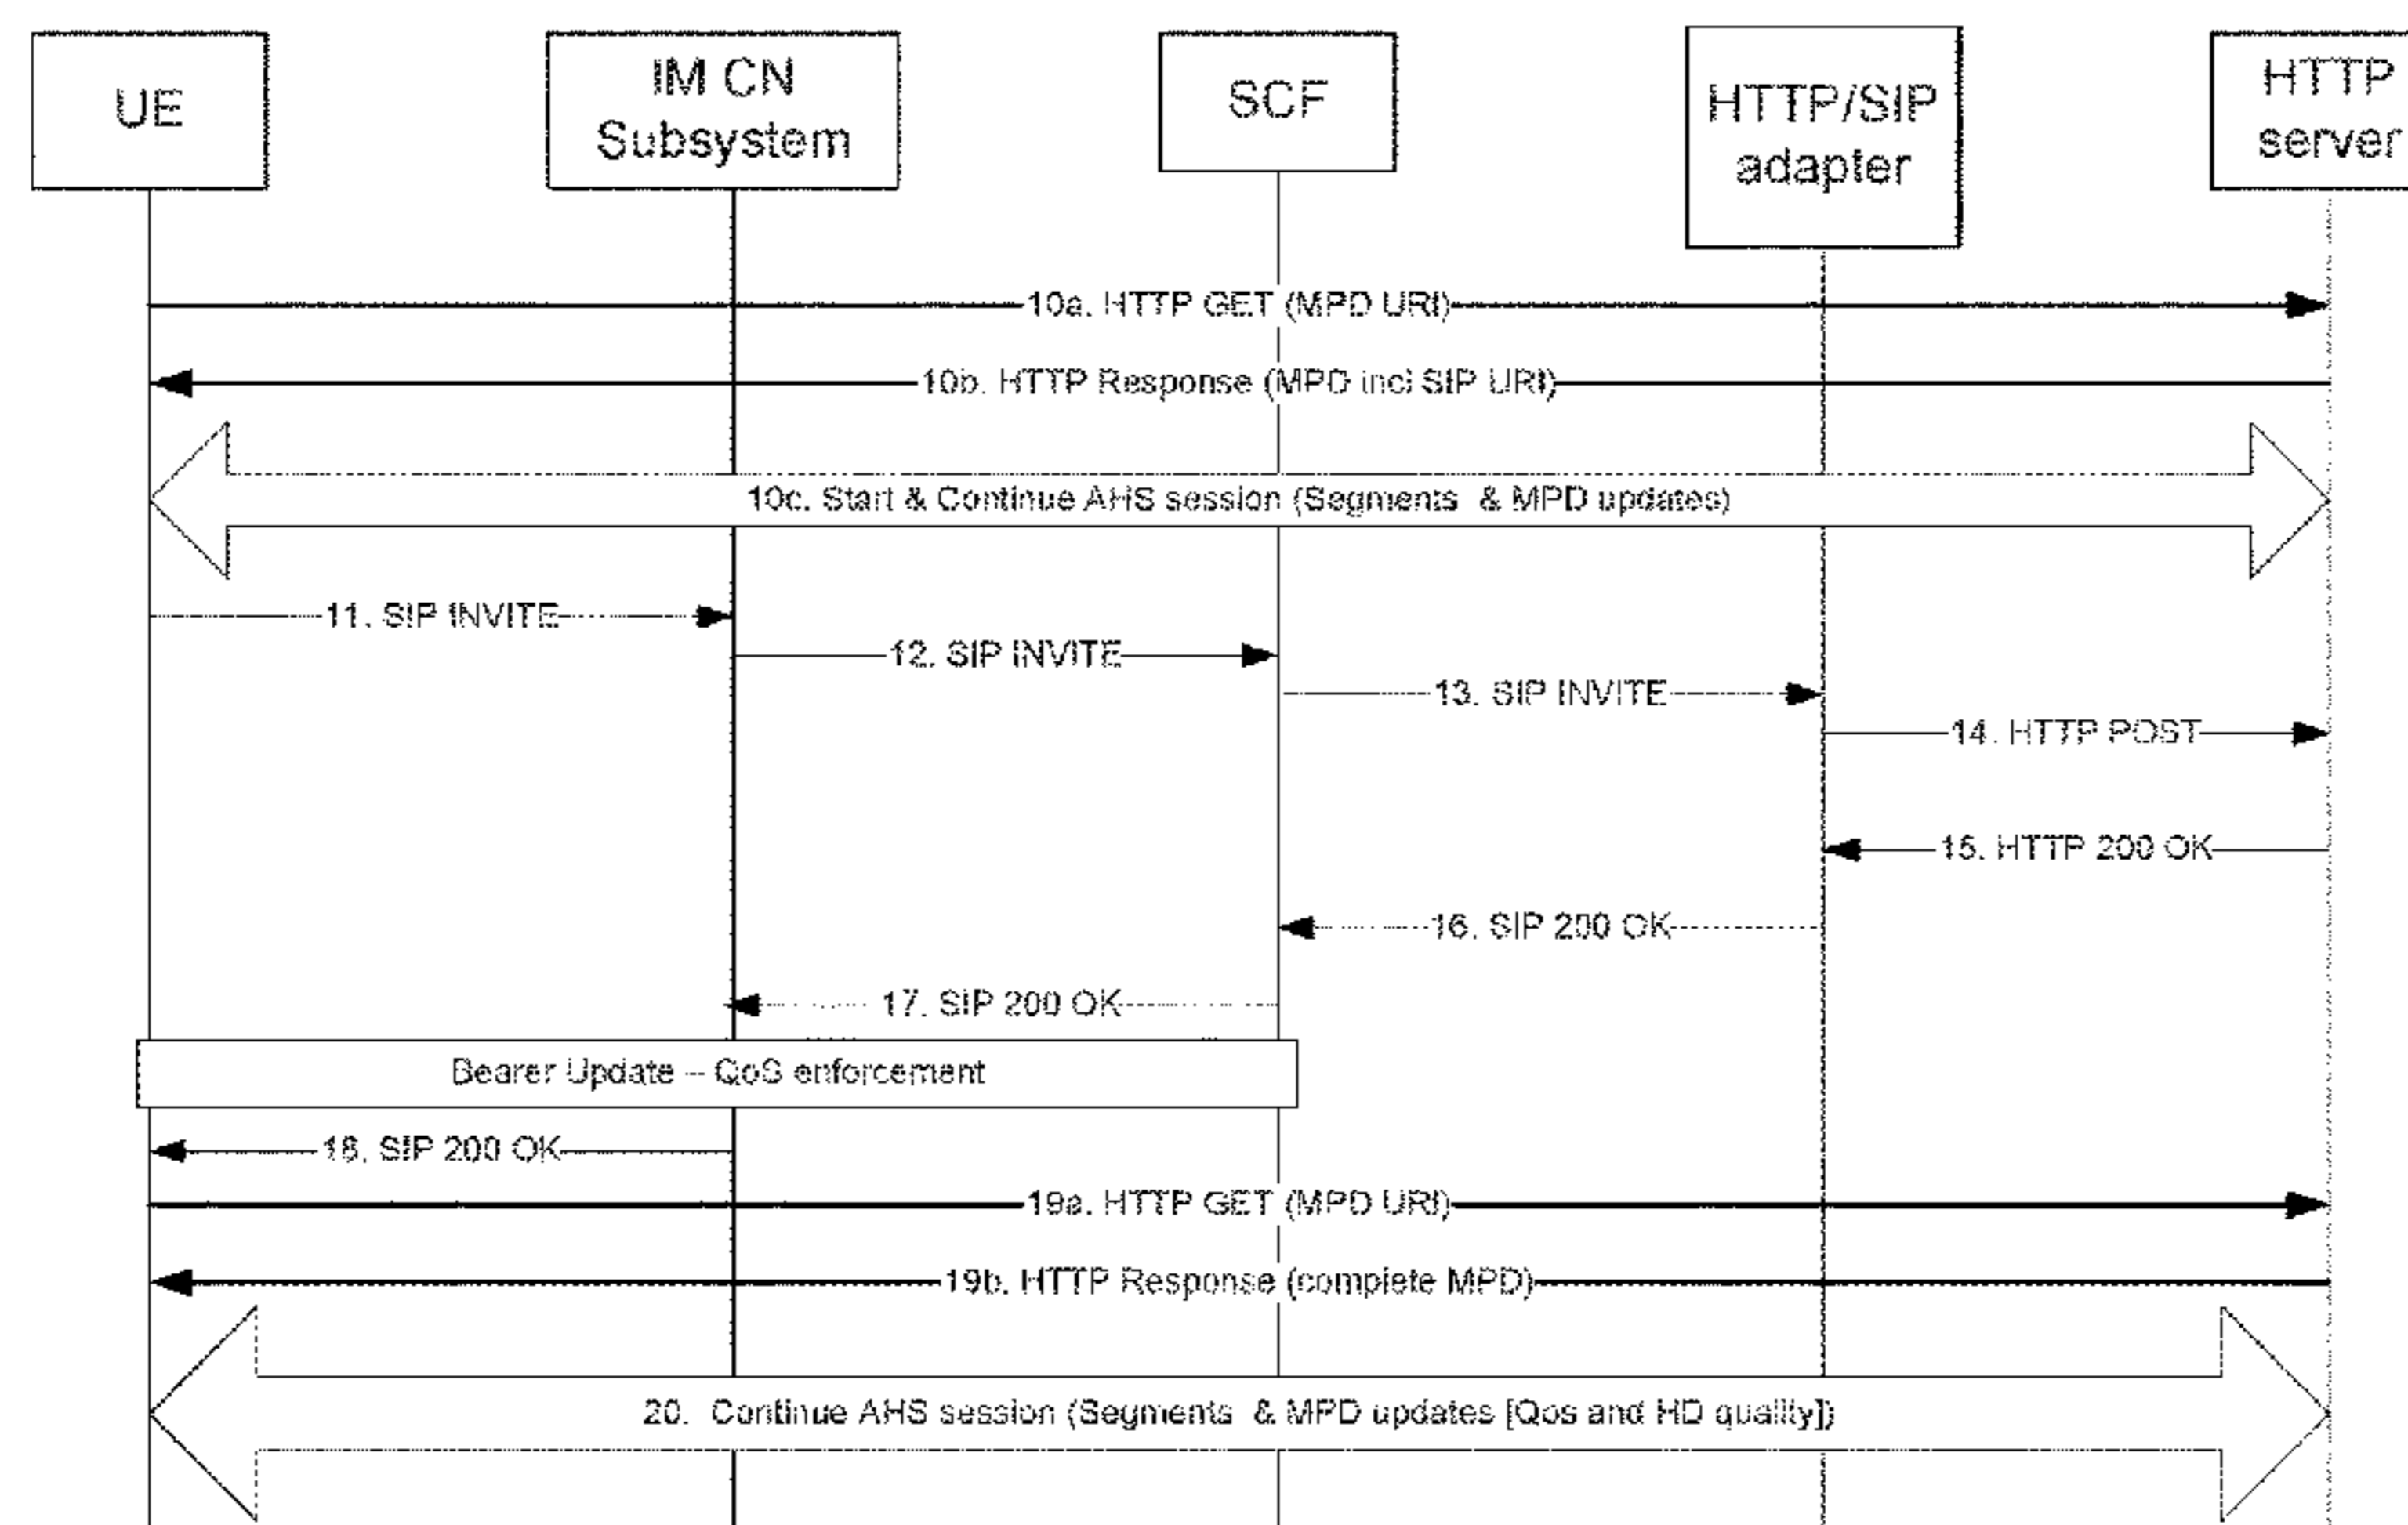 UE
IM CN
Subsystem
SCF
HTTP/SIP
adapter
HTTP
server
10a. HTTP GET (MPD URI)
10b. HTTP Response (MPD incl SIP URI)
10c. Start & Continue AHS session (Segments & MPD updates)
11. SIP INVITE
12. SIP INVITE
13. SIP INVITE
14. HTTP POST
15. HTTP 200 OK
16. SIP 200 OK
17. SIP 200 OK
Bearer Update – QoS enforcement
18. SIP 200 OK
19a. HTTP GET (MPD URI)
19b. HTTP Response (complete MPD)
20. Continue AHS session (Segments & MPD updates [Qos and HD quality])